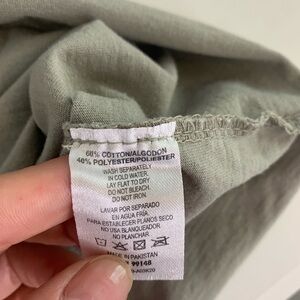 60% COTTON/ALGODON
40% POLYESTER/POLIESTER
WASH SEPARATELY
IN COLD WATER.
LAY FLAT TO DRY.
DO NOT BLEACH.
DO NOT IRON.
LAVAR POR SEPARADO
EN AGUA FRÍA.
PARA ESTABLECER PLANOS SECO
NO USA BLANQUEADOR.
NO PLANCHAR
MADE IN PAKISTAN
99148